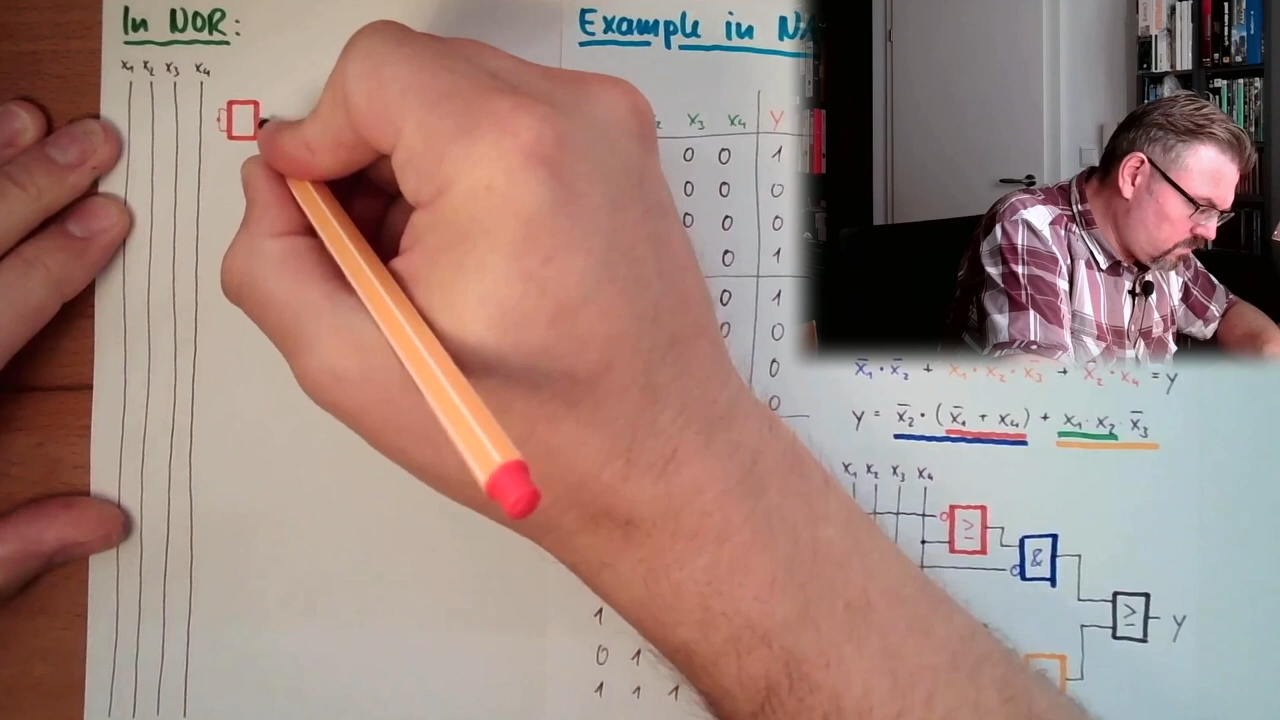 In NOR:
x₁ x₂ x₃ x₄
Example in
x₃ x₄ y
0 0 1
0 0 0
0 0 0
0 1
0 1
0 0
0
0
1
0 1
1 1 1
x̄₁ · x̄₂ + x₁ · x₂ · x̄₃ + x̄₂ · x₄ = y
y = x̄₂ · (x̄₁ + x₄) + x₁ · x₂ · x̄₃
x₁ x₂ x₃ x₄
≥
&
≥ y